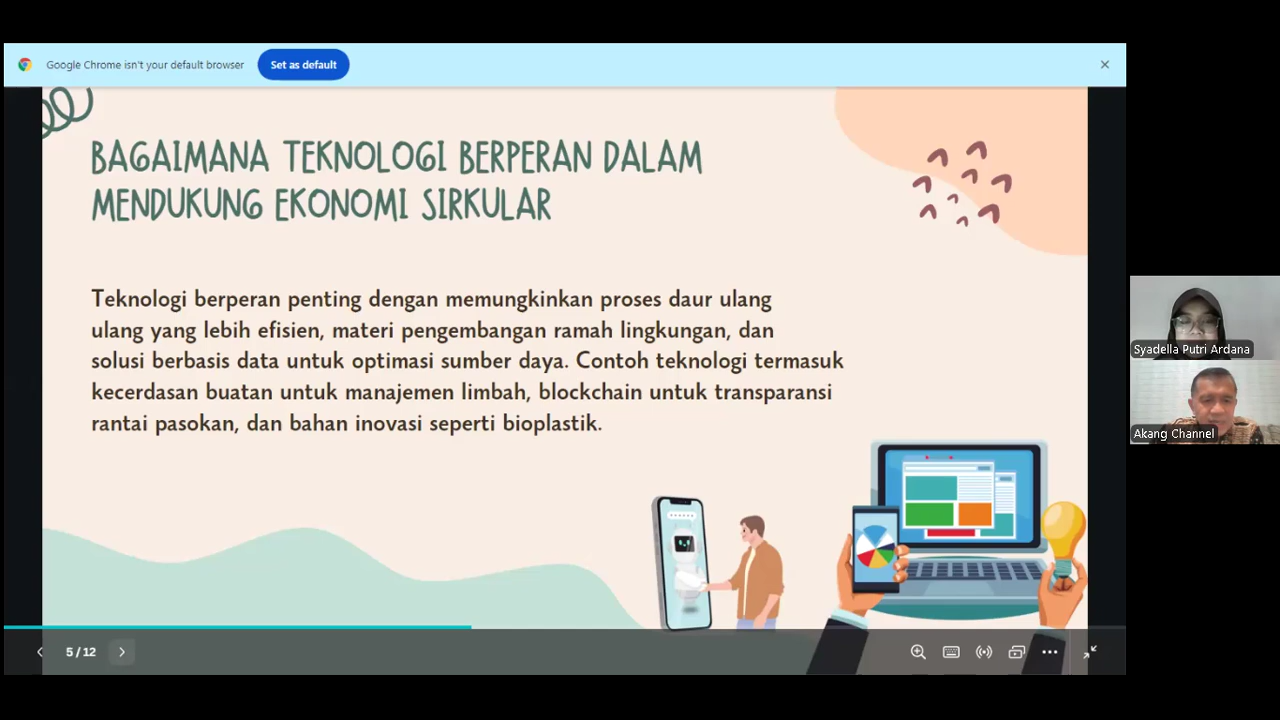 Google Chrome isn't your default browser
Set as default
BAGAIMANA TEKNOLOGI BERPERAN DALAM
MENDUKUNG EKONOMI SIRKULAR
Teknologi berperan penting dengan memungkinkan proses daur ulang
ulang yang lebih efisien, materi pengembangan ramah lingkungan, dan
solusi berbasis data untuk optimasi sumber daya. Contoh teknologi termasuk
kecerdasan buatan untuk manajemen limbah, blockchain untuk transparansi
rantai pasokan, dan bahan inovasi seperti bioplastik.
5 / 12
Syadella Putri Ardana
Akang Channel